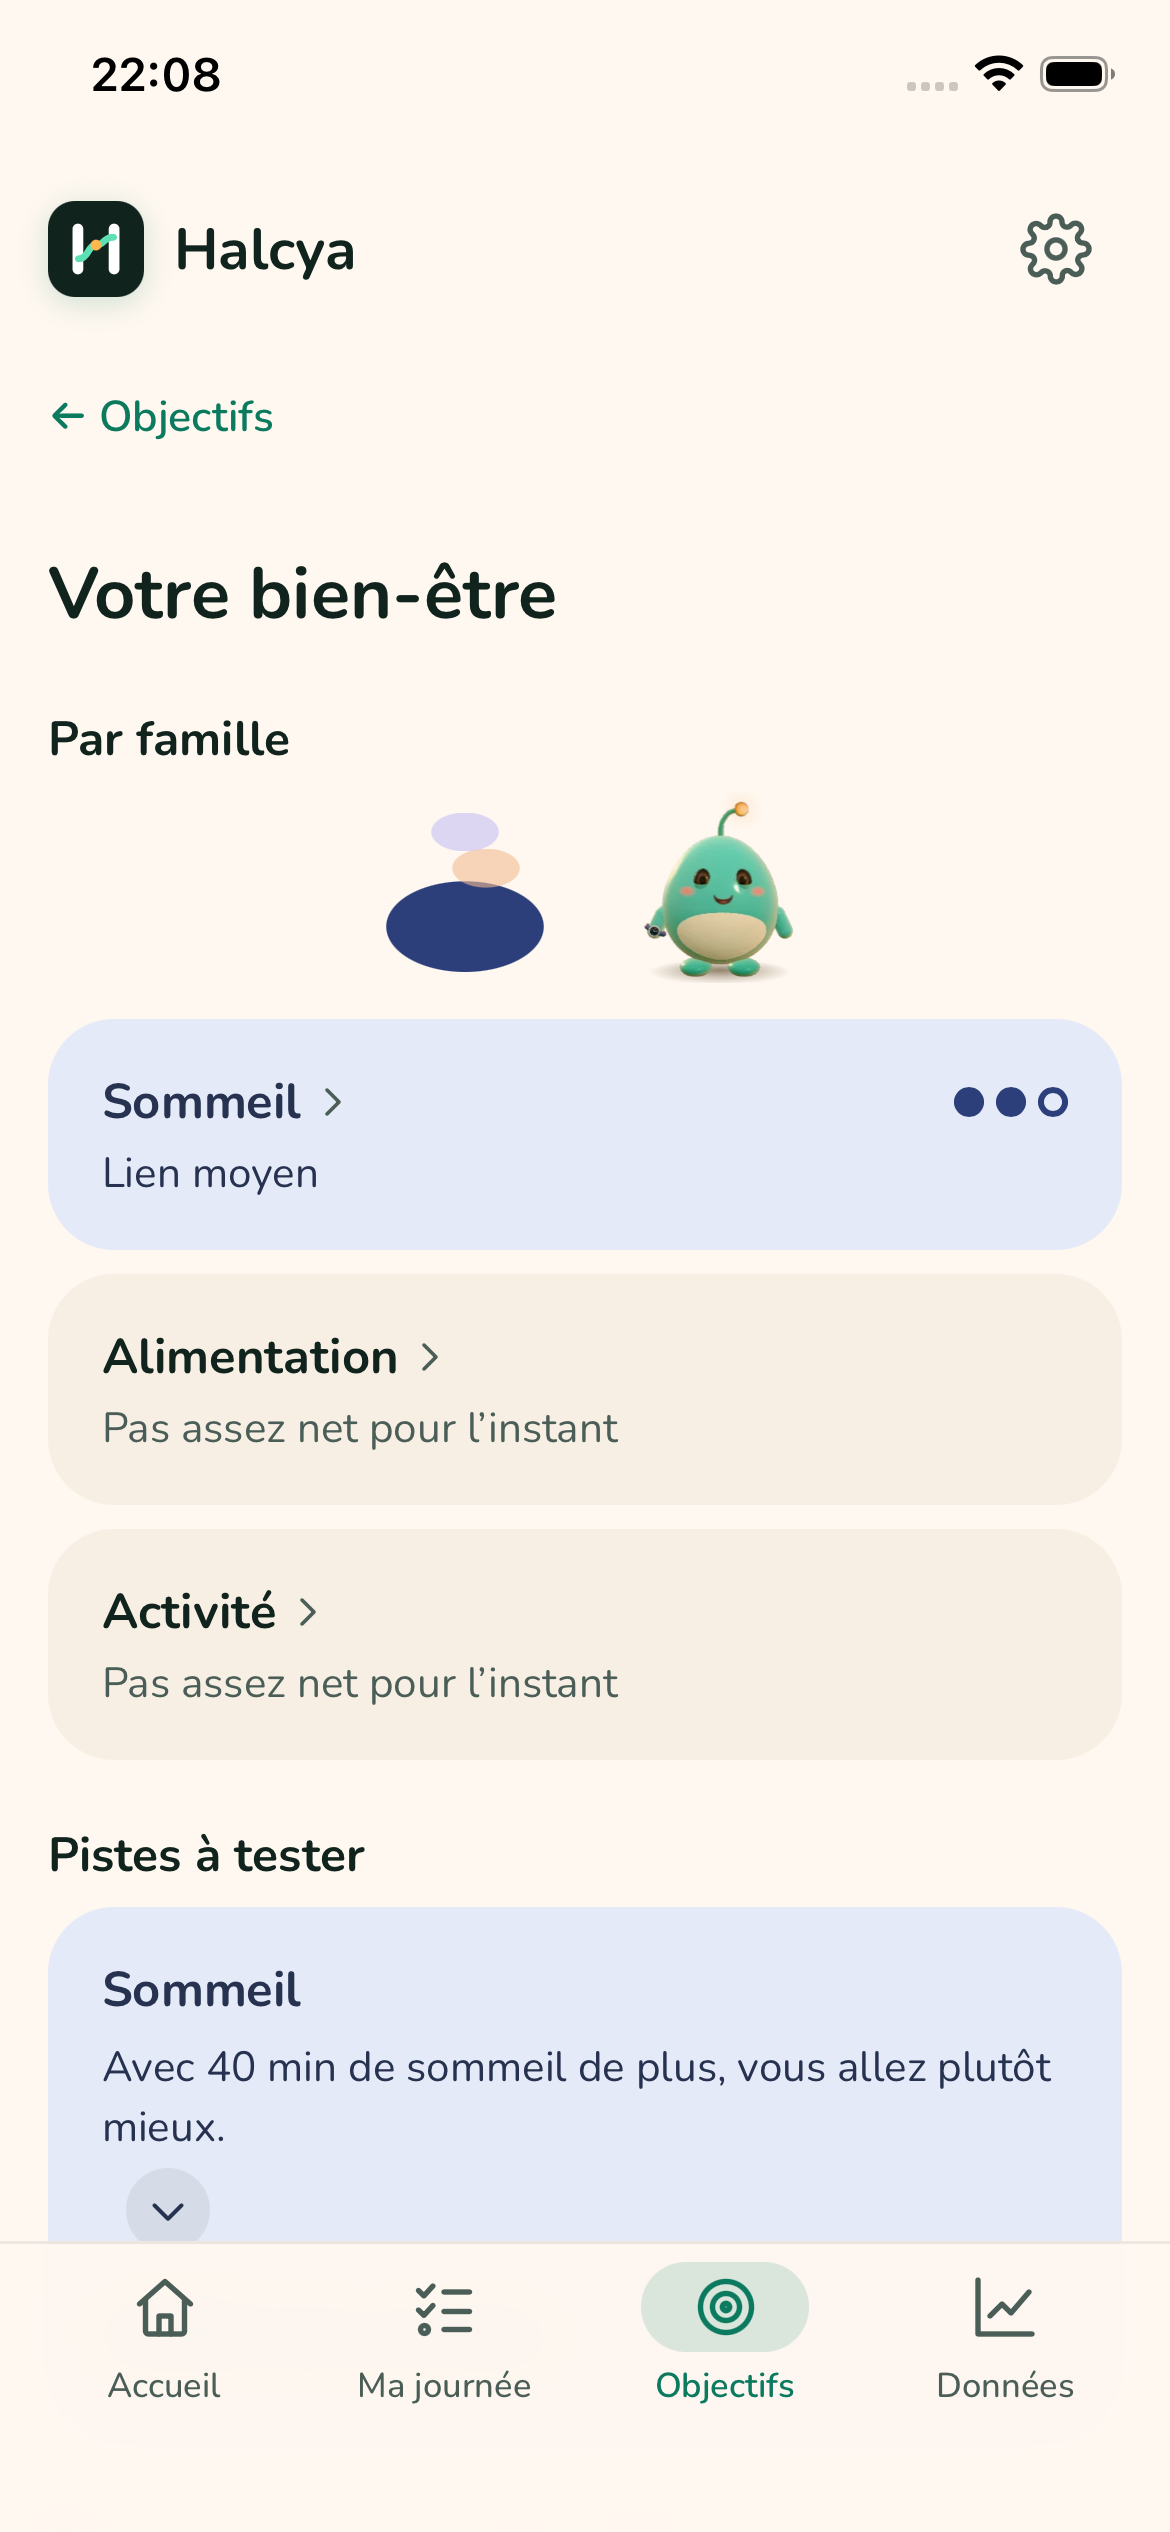 22:08
Halcya
← Objectifs
Votre bien-être
Par famille
Sommeil
Lien moyen
Alimentation
Pas assez net pour l’instant
Activité
Pas assez net pour l’instant
Pistes à tester
Sommeil
Avec 40 min de sommeil de plus, vous allez plutôt
mieux.
Accueil
Ma journée
Objectifs
Données